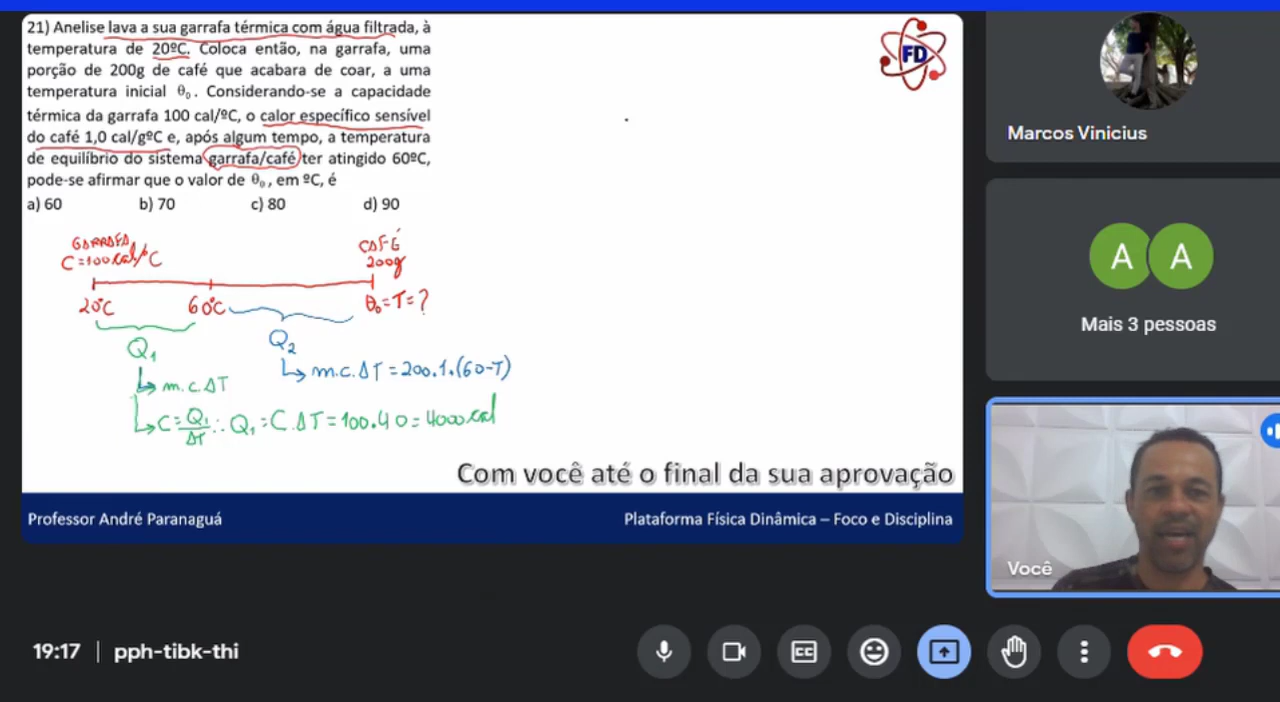 21) Anelise lava a sua garrafa térmica com água filtrada, à
temperatura de 20ºC. Coloca então, na garrafa, uma
porção de 200g de café que acabara de coar, a uma
temperatura inicial θ₀. Considerando-se a capacidade
térmica da garrafa 100 cal/ºC, o calor específico sensível
do café 1,0 cal/gºC e, após algum tempo, a temperatura
de equilíbrio do sistema garrafa/café ter atingido 60ºC,
pode-se afirmar que o valor de θ₀, em ºC, é
a) 60 b) 70 c) 80 d) 90
GARRAFA
C=100cal/°C
CAFÉ
200g
20°C 60°C θ₀=T=?
Q₁
Q₂
↳ m.c.ΔT = 200.1.(60-T)
↳ m.c.ΔT
↳ C = Q₁/ΔT ∴ Q₁ = C.ΔT = 100.40 = 4000cal
FD
Com você até o final da sua aprovação
Professor André Paranaguá
Plataforma Física Dinâmica – Foco e Disciplina
Marcos Vinicius
A A
Mais 3 pessoas
Você
19:17 | pph-tibk-thi
CC